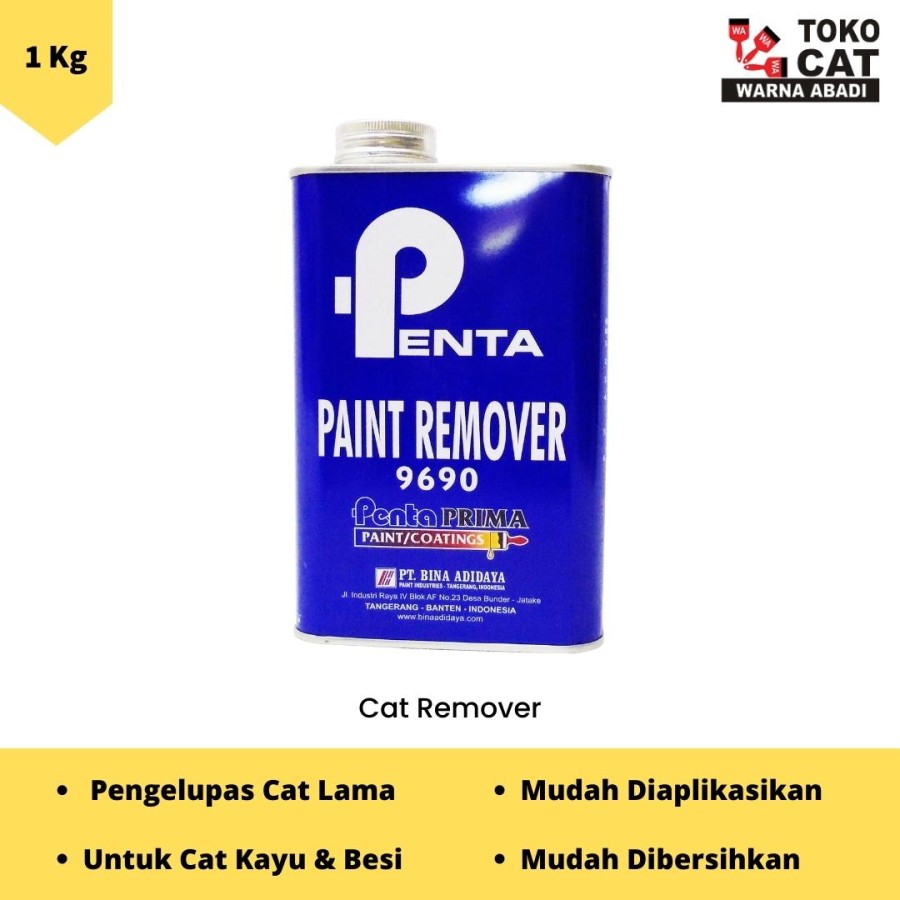 1 Kg
TOKO
CAT
WARNA ABADI
WA
WA
WA
PENTA
PAINT REMOVER
9690
Penta PRIMA
PAINT/COATINGS
PT. BINA ADIDAYA
PAINT INDUSTRIES - TANGERANG, INDONESIA
Jl. Industri Raya IV Blok AF No.23 Desa Bunder - Jatake
TANGERANG - BANTEN - INDONESIA
www.binaadidaya.com
Cat Remover
• Pengelupas Cat Lama
• Mudah Diaplikasikan
• Untuk Cat Kayu & Besi
• Mudah Dibersihkan